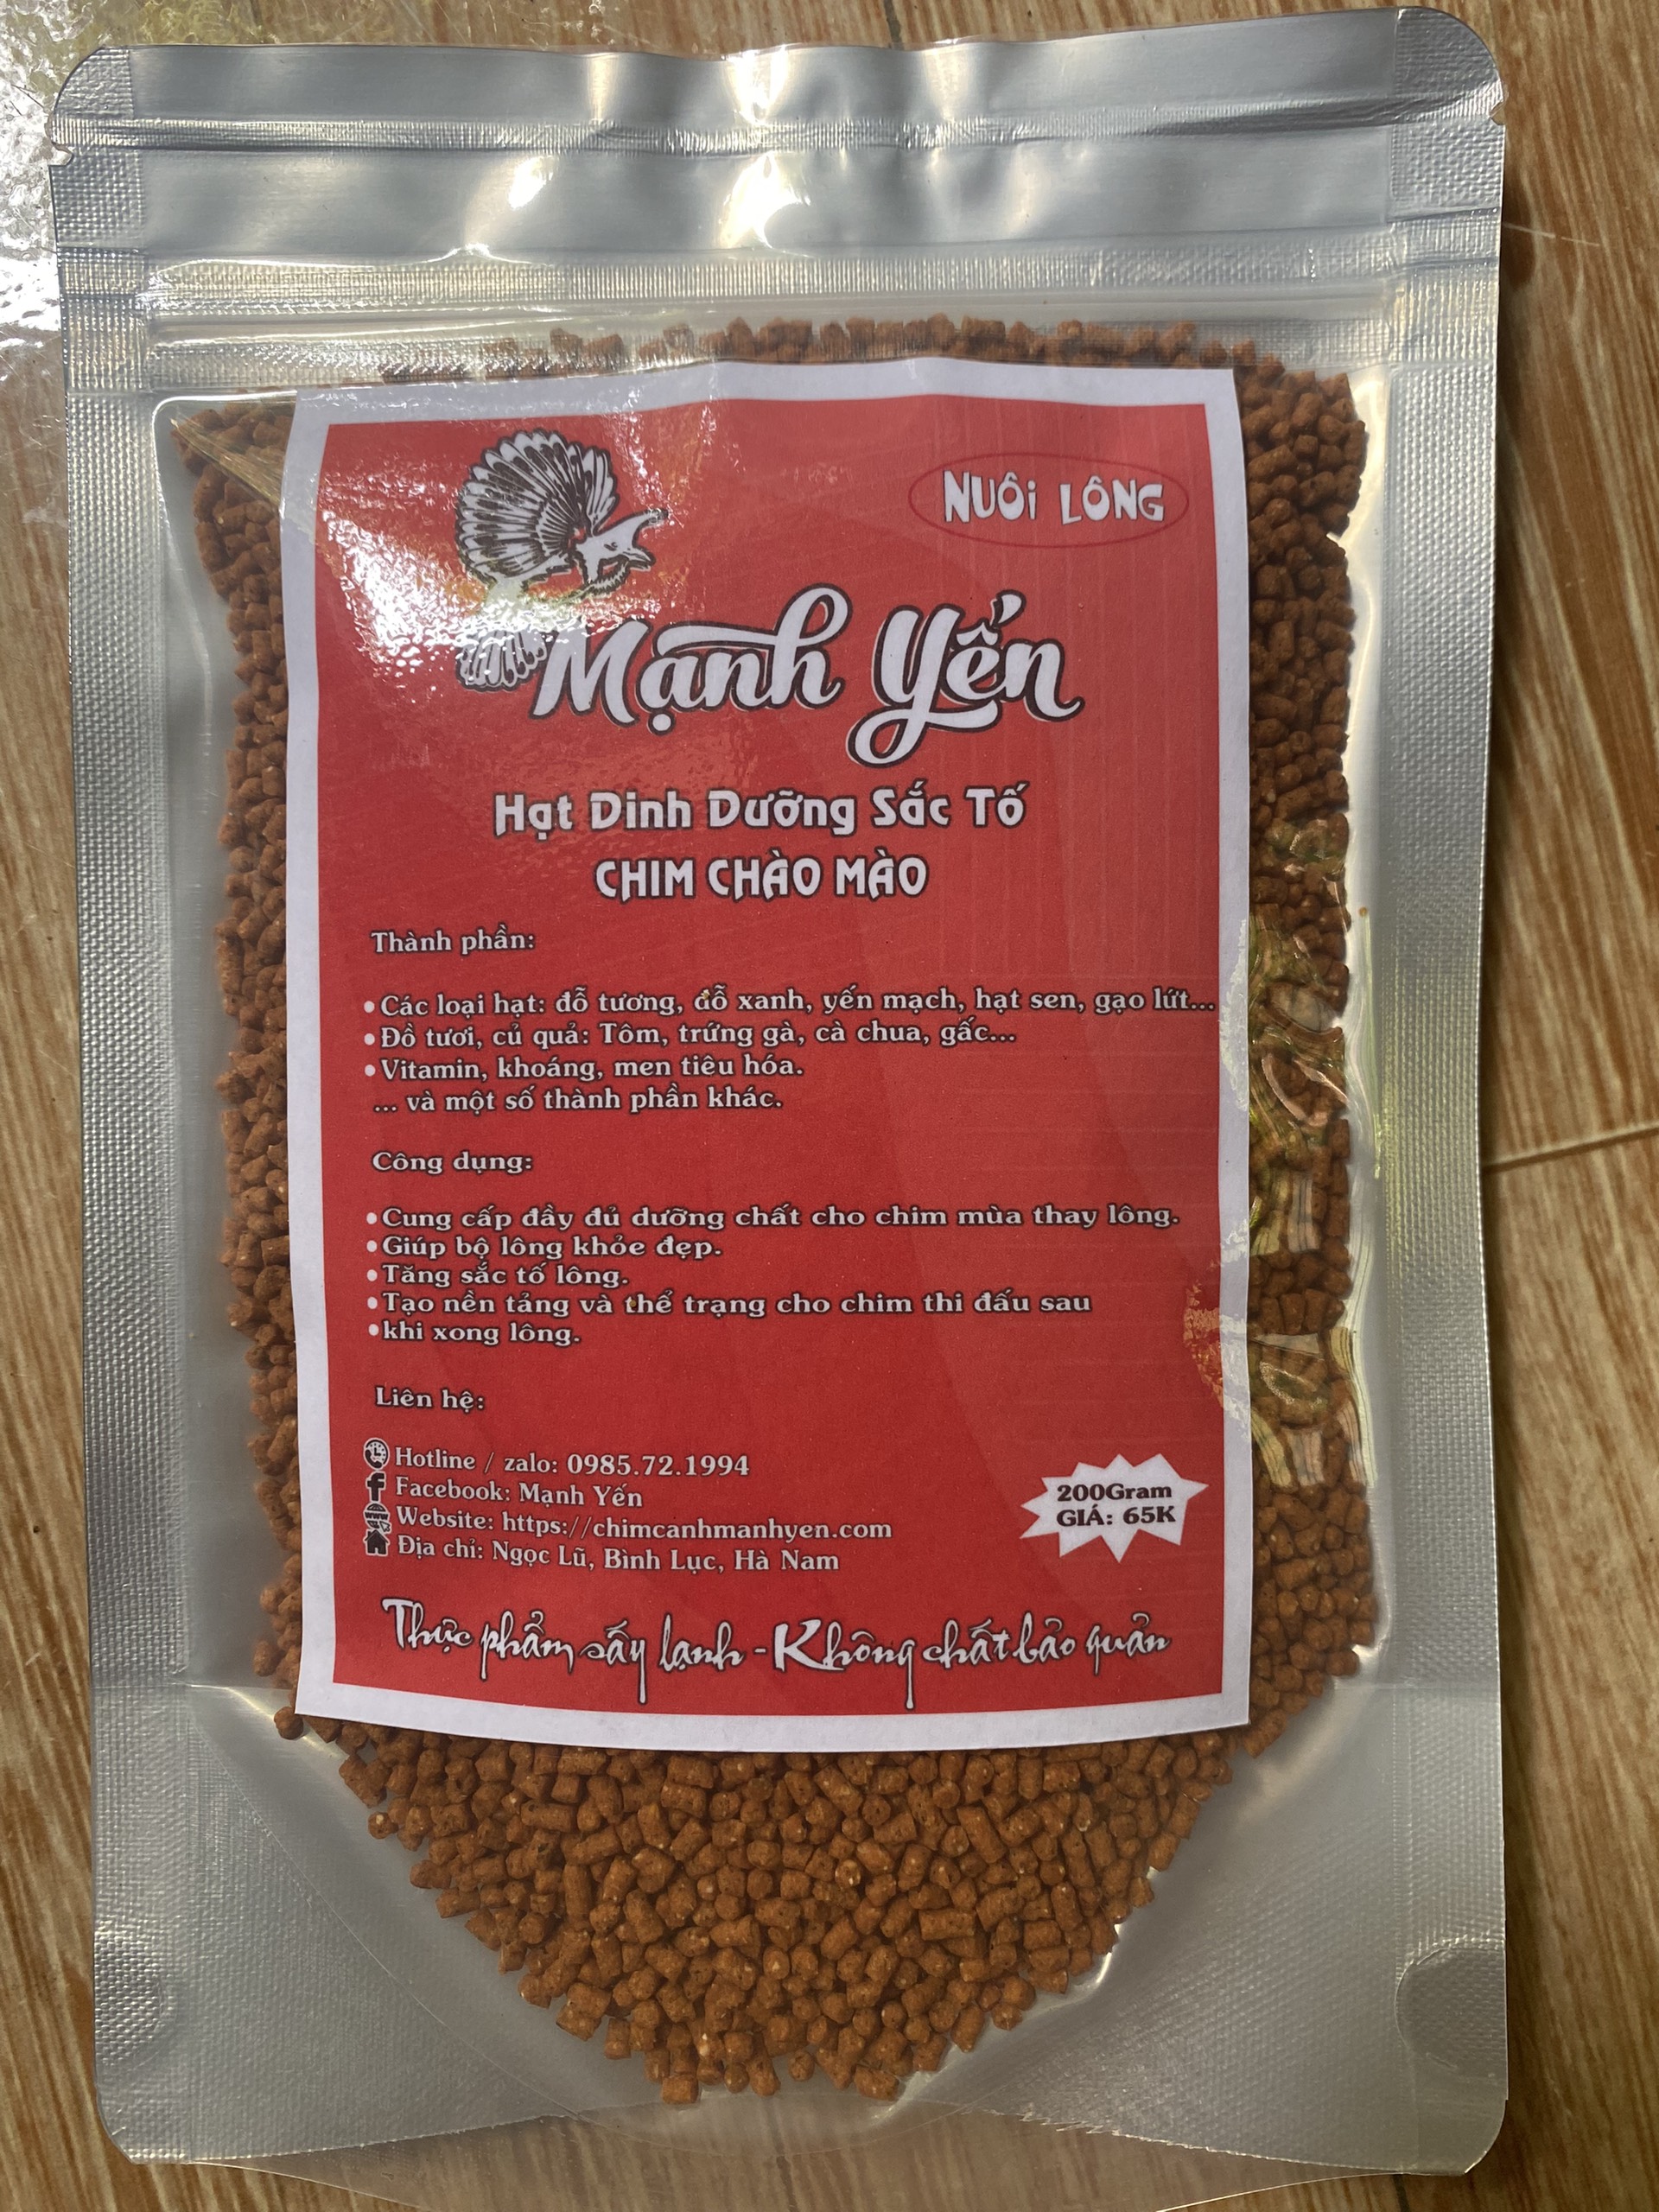 NUÔI LÔNG
Mạnh Yến
Hạt Dinh Dưỡng Sắc Tố
CHIM CHÀO MÀO
Thành phần:
• Các loại hạt: đỗ tương, đỗ xanh, yến mạch, hạt sen, gạo lứt...
• Đồ tươi, củ quả: Tôm, trứng gà, cà chua, gấc...
• Vitamin, khoáng, men tiêu hóa.
... và một số thành phần khác.
Công dụng:
• Cung cấp đầy đủ dưỡng chất cho chim mùa thay lông.
• Giúp bộ lông khỏe đẹp.
• Tăng sắc tố lông.
• Tạo nền tảng và thể trạng cho chim thi đấu sau
• khi xong lông.
Liên hệ:
Hotline / zalo: 0985.72.1994
Facebook: Mạnh Yến
Website: https://chimcanhmanhyen.com
Địa chỉ: Ngọc Lũ, Bình Lục, Hà Nam
200Gram
GIÁ: 65K
Thực phẩm sấy lạnh - Không chất bảo quản